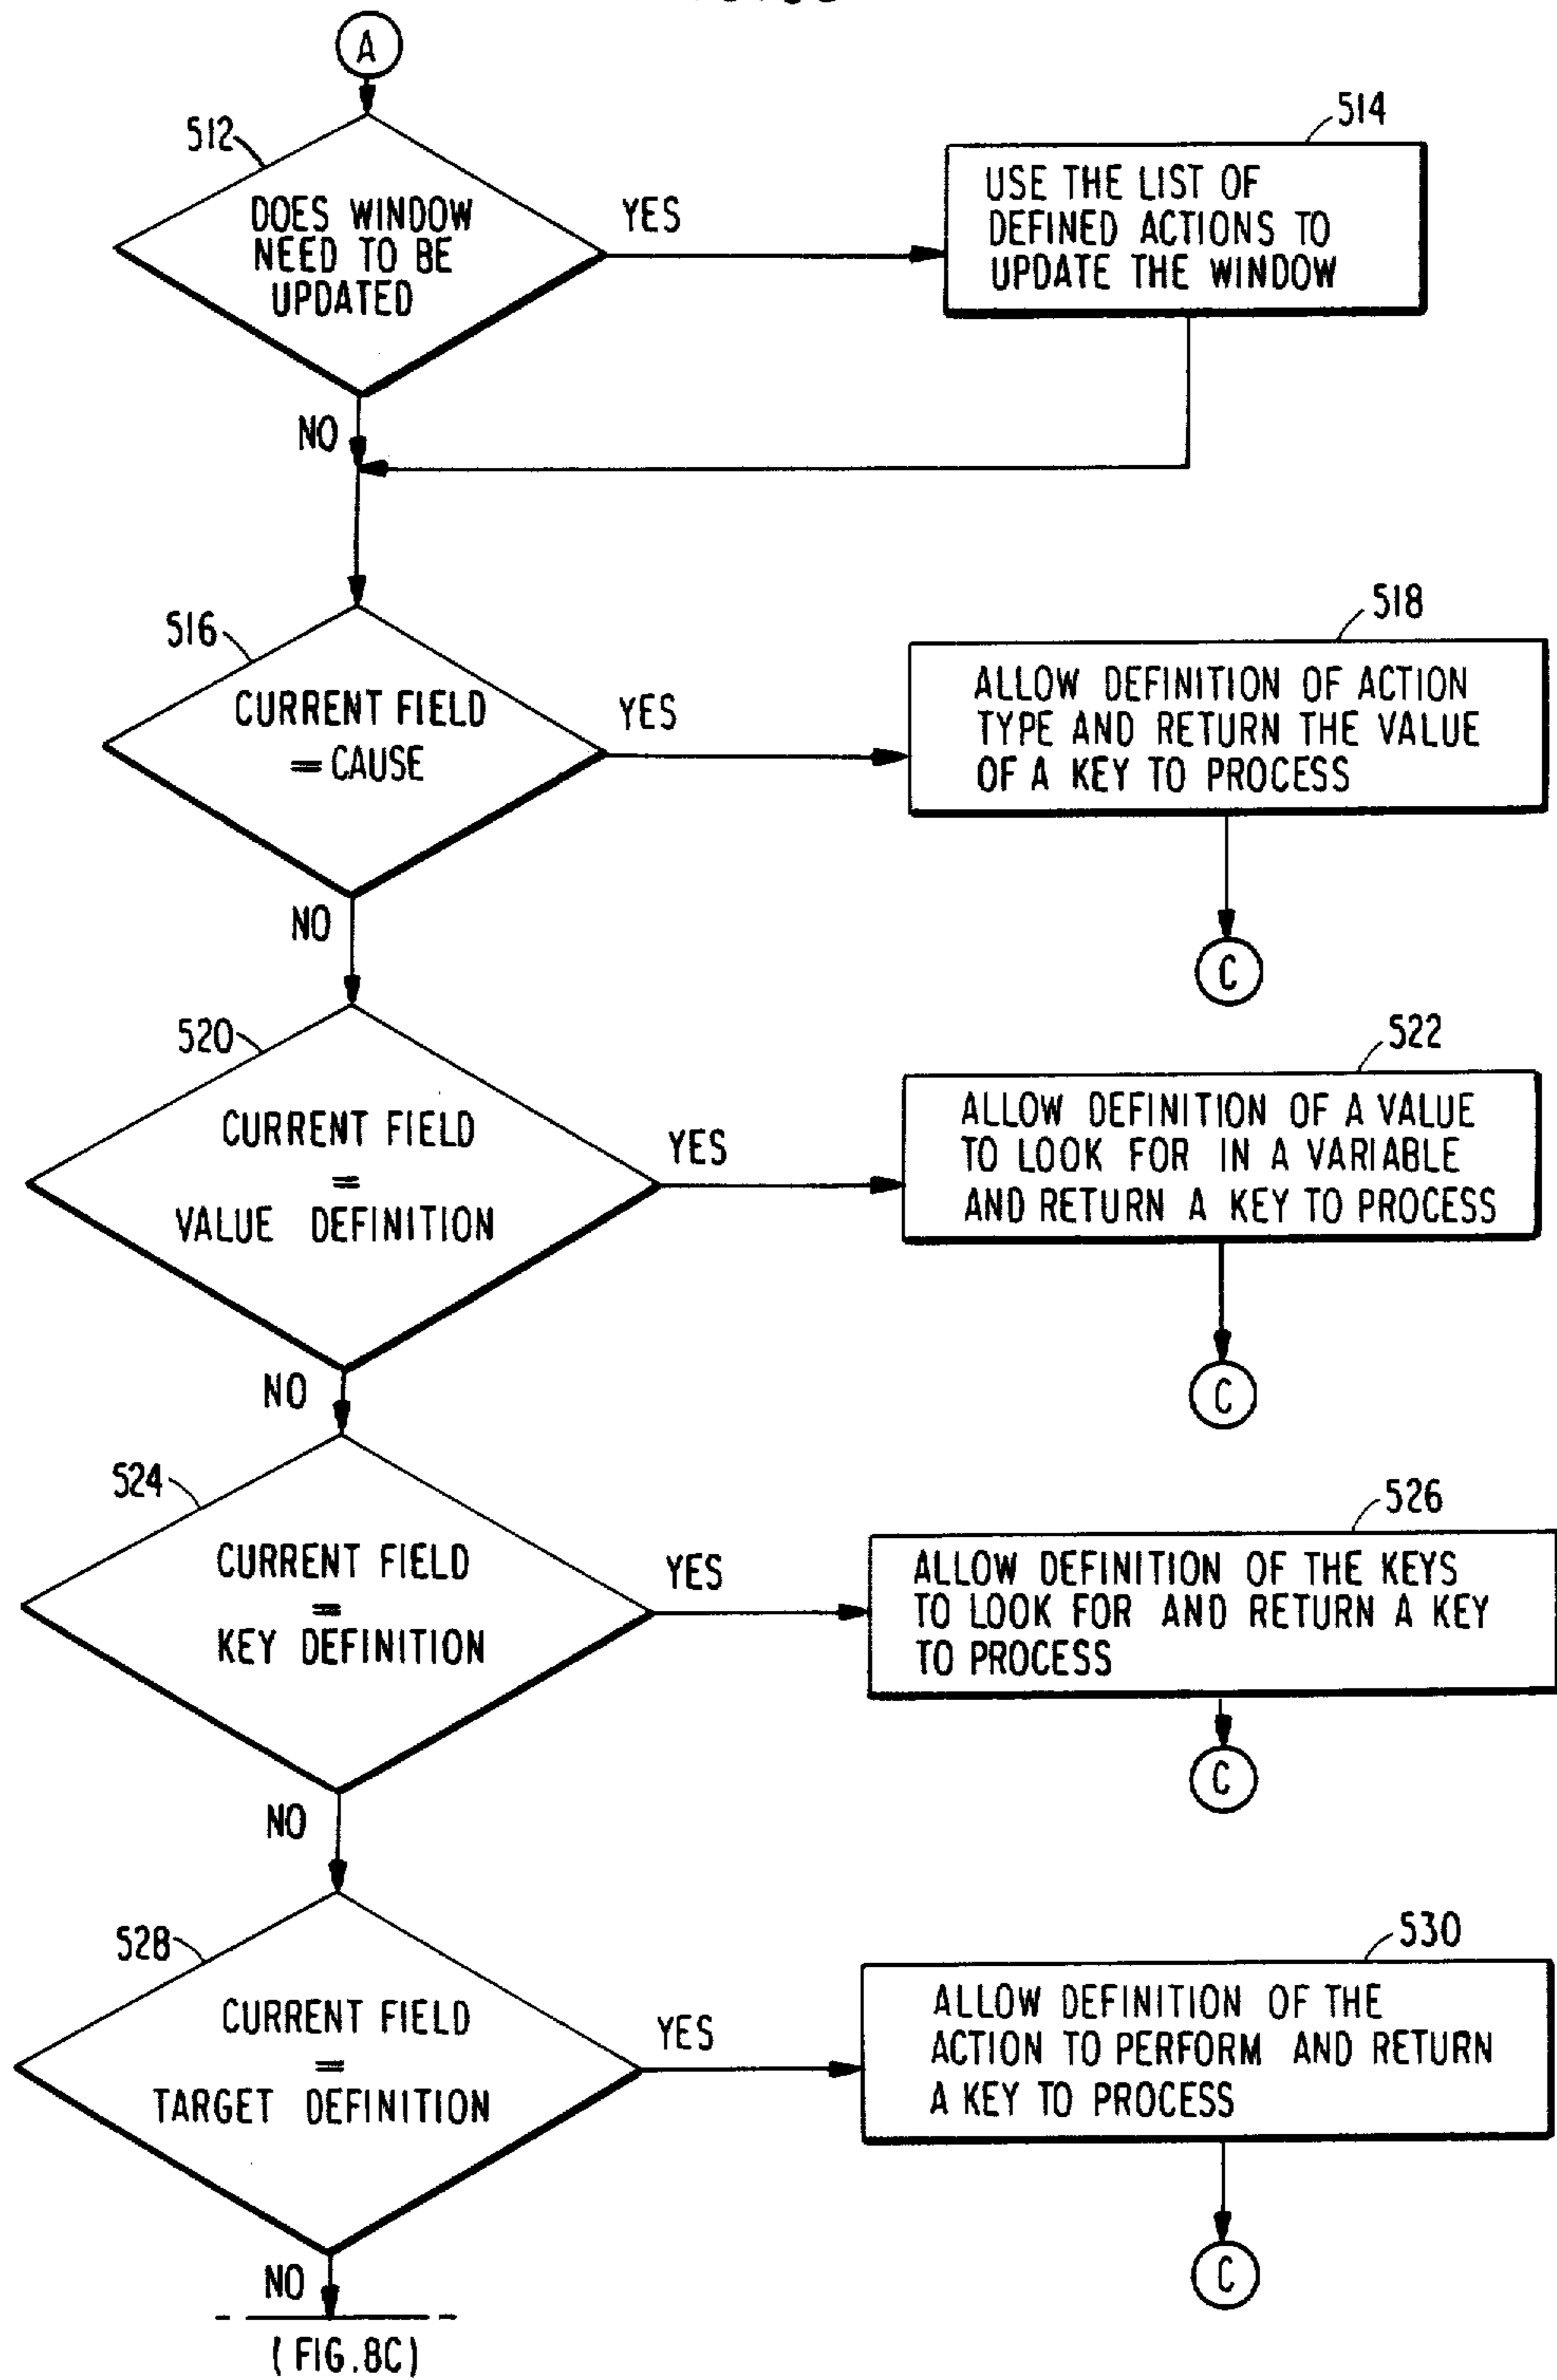 A
512
DOES WINDOW
NEED TO BE
UPDATED
YES
514
USE THE LIST OF
DEFINED ACTIONS TO
UPDATE THE WINDOW
NO
516
CURRENT FIELD
= CAUSE
YES
518
ALLOW DEFINITION OF ACTION
TYPE AND RETURN THE VALUE
OF A KEY TO PROCESS
C
NO
520
CURRENT FIELD
=
VALUE DEFINITION
YES
522
ALLOW DEFINITION OF A VALUE
TO LOOK FOR IN A VARIABLE
AND RETURN A KEY TO PROCESS
C
NO
524
CURRENT FIELD
=
KEY DEFINITION
YES
526
ALLOW DEFINITION OF THE KEYS
TO LOOK FOR AND RETURN A KEY
TO PROCESS
C
NO
528
CURRENT FIELD
=
TARGET DEFINITION
YES
530
ALLOW DEFINITION OF THE
ACTION TO PERFORM AND RETURN
A KEY TO PROCESS
C
NO
(FIG.8C)